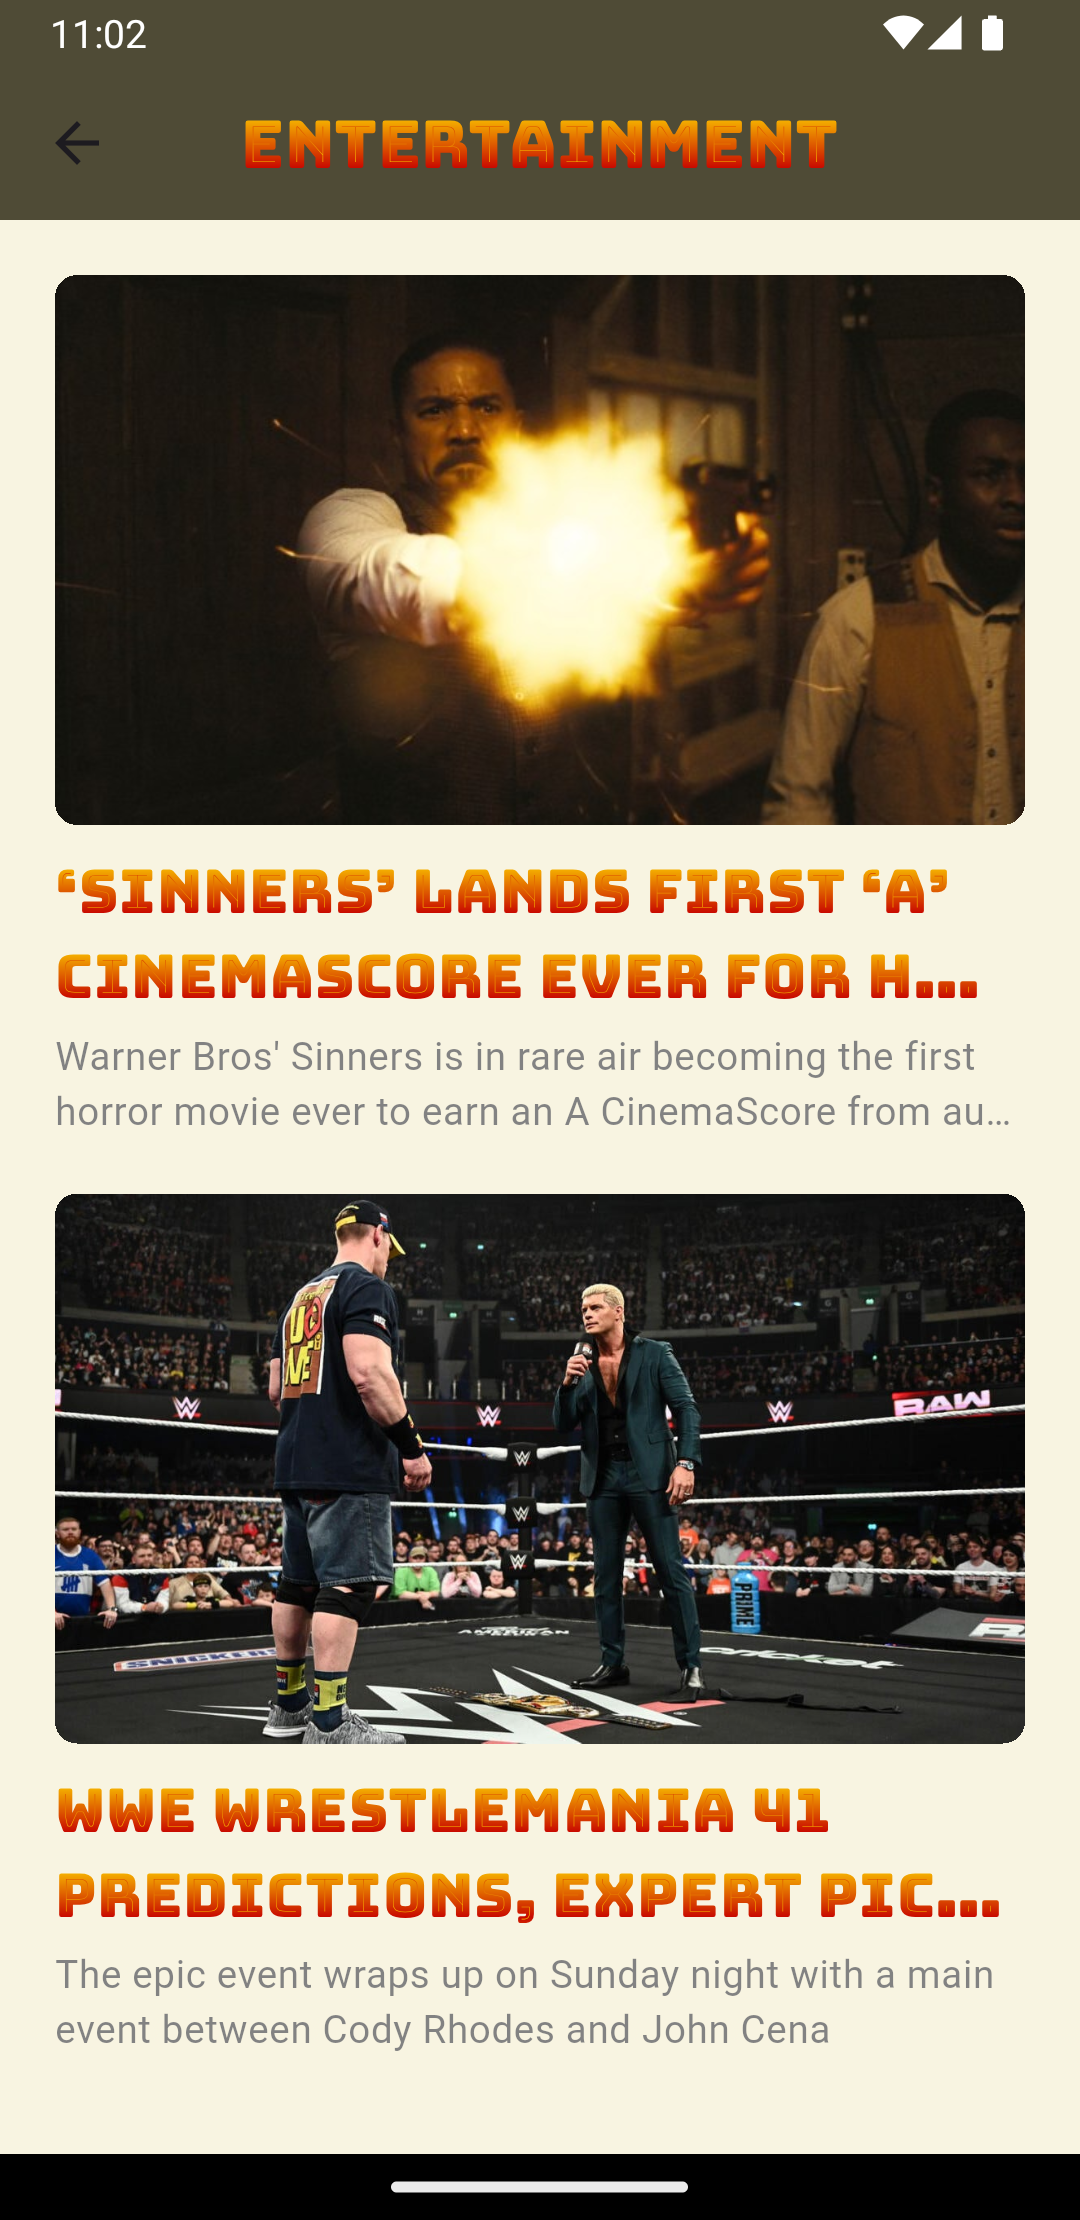 11:02
ENTERTAINMENT
‘SINNERS’ LANDS FIRST ‘A’
CINEMASCORE EVER FOR H...
Warner Bros' Sinners is in rare air becoming the first
horror movie ever to earn an A CinemaScore from au...
RAW
PRIME
SNICKERS
cricket
WWE WRESTLEMANIA 41
PREDICTIONS, EXPERT PIC...
The epic event wraps up on Sunday night with a main
event between Cody Rhodes and John Cena